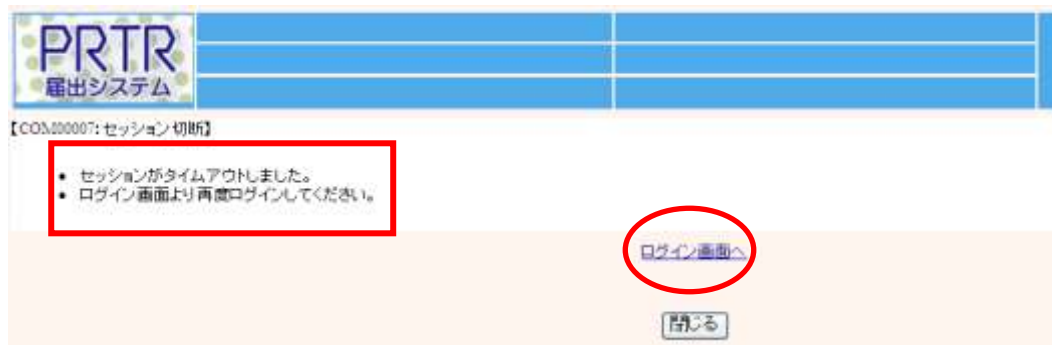 PRTR
届出システム
【COM00007:セッション切断】
• セッションがタイムアウトしました。
• ログイン画面より再度ログインしてください。
ログイン画面へ
閉じる